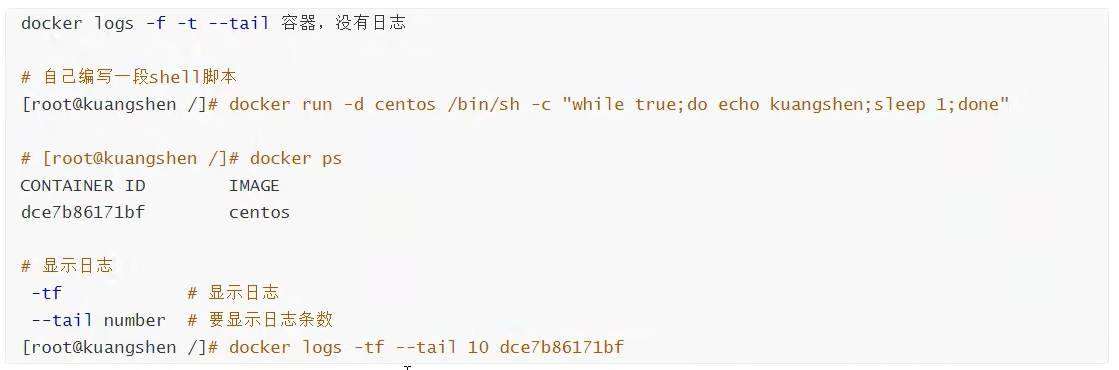 docker logs -f -t --tail 容器，没有日志
# 自己编写一段shell脚本
[root@kuangshen /]# docker run -d centos /bin/sh -c "while true;do echo kuangshen;sleep 1;done"
# [root@kuangshen /]# docker ps
CONTAINER ID        IMAGE
dce7b86171bf        centos
# 显示日志
 -tf            # 显示日志
 --tail number  # 要显示日志条数
[root@kuangshen /]# docker logs -tf --tail 10 dce7b86171bf